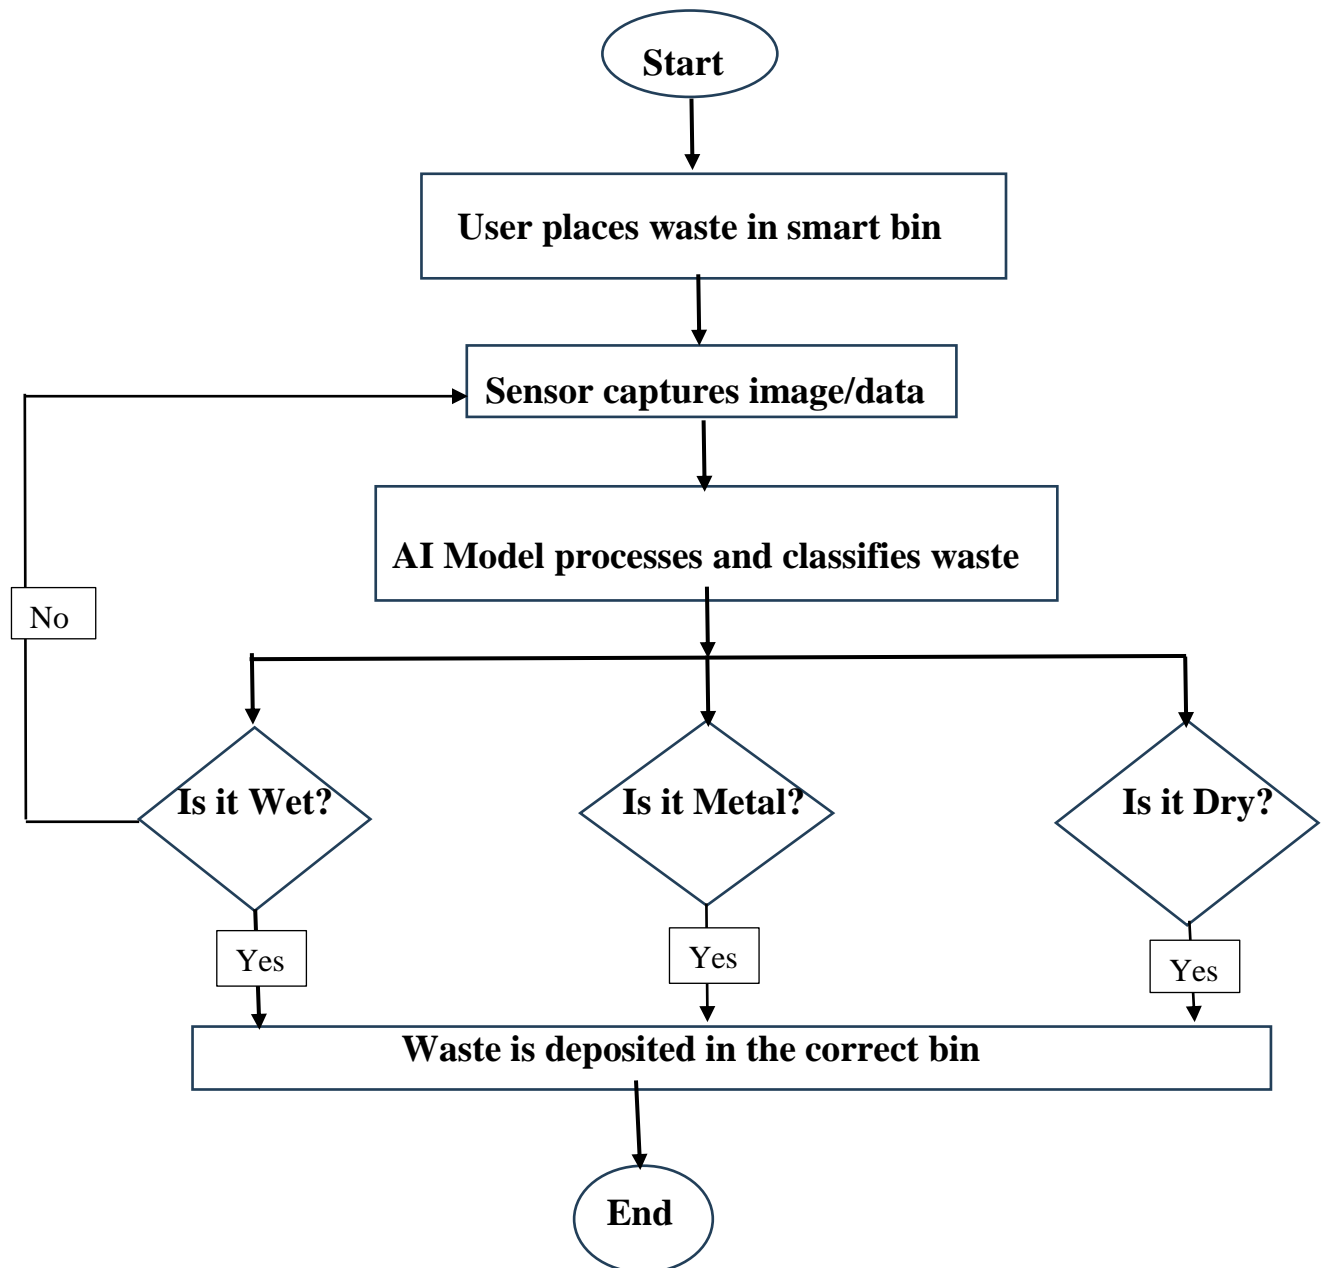 Start
User places waste in smart bin
Sensor captures image/data
AI Model processes and classifies waste
No
Is it Wet?
Is it Metal?
Is it Dry?
Yes
Yes
Yes
Waste is deposited in the correct bin
End